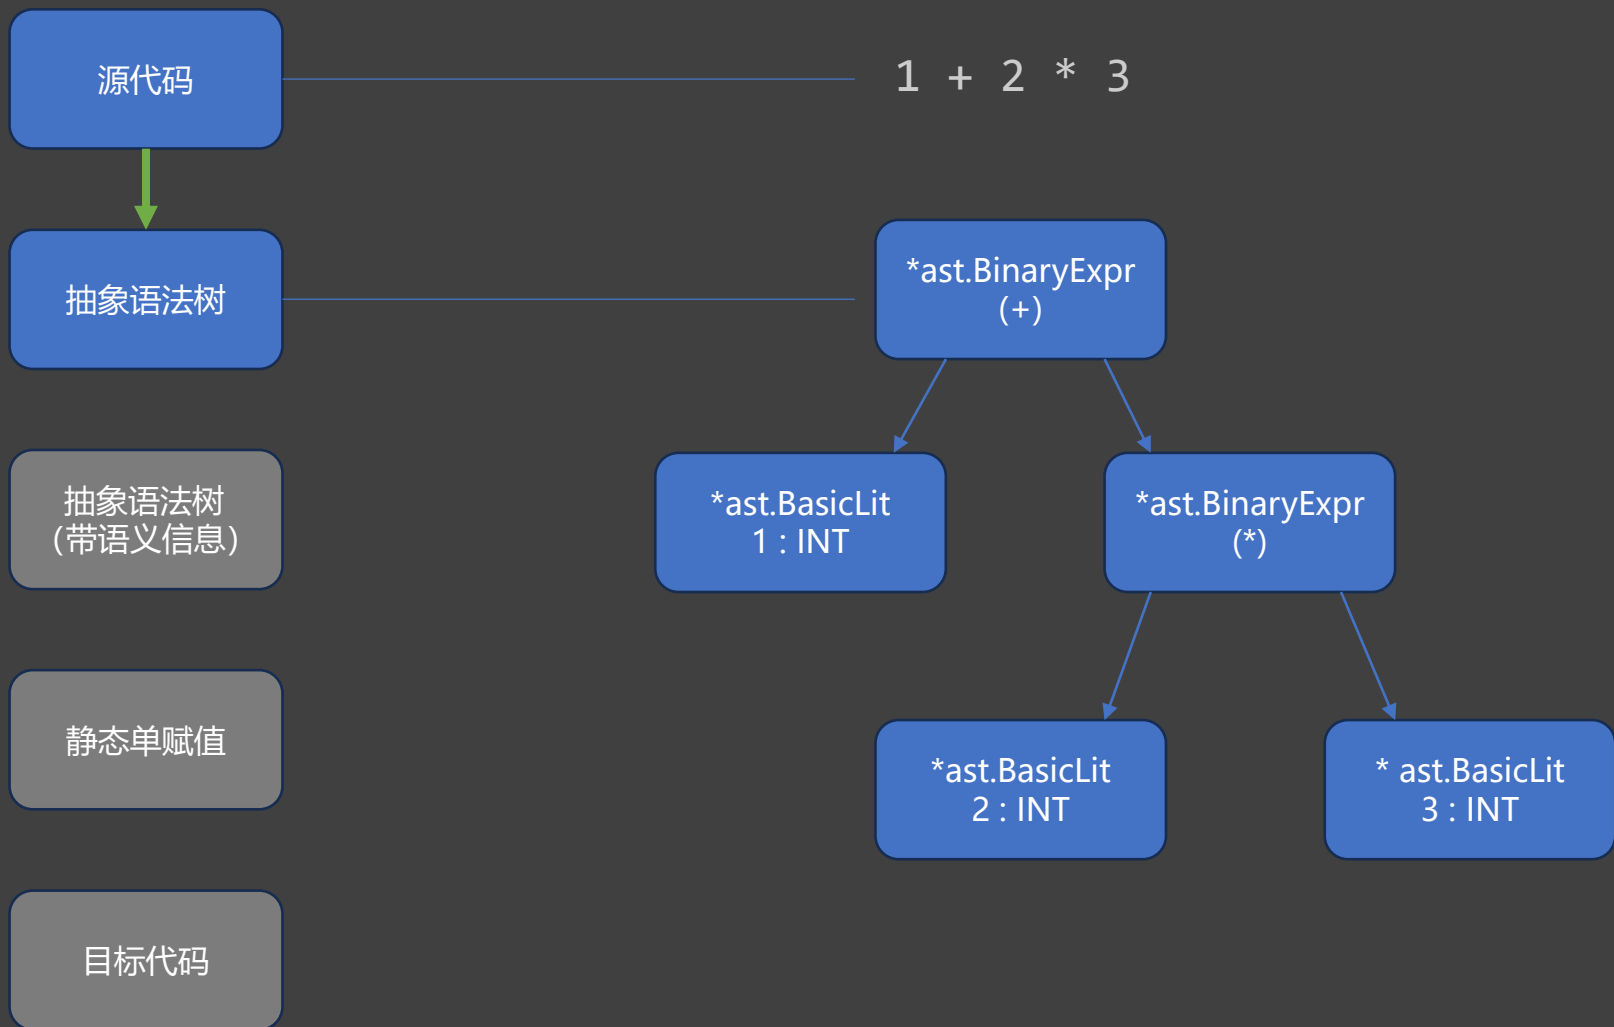 源代码
1 + 2 * 3
抽象语法树
*ast.BinaryExpr
(+)
抽象语法树
（带语义信息）
*ast.BasicLit
1 : INT
*ast.BinaryExpr
(*)
静态单赋值
*ast.BasicLit
2 : INT
* ast.BasicLit
3 : INT
目标代码